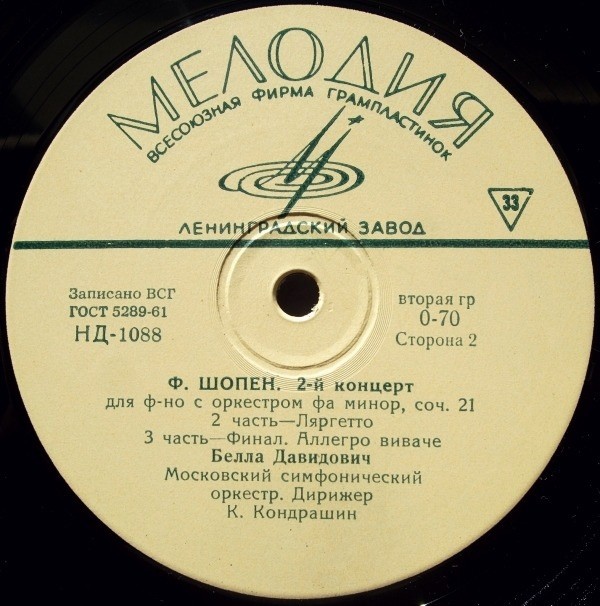 МЕЛОДИЯ
ВСЕСОЮЗНАЯ ФИРМА ГРАМПЛАСТИНОК
33
ЛЕНИНГРАДСКИЙ ЗАВОД
Записано ВСГ
ГОСТ 5289-61
НД-1088
вторая гр
0-70
Сторона 2
Ф. ШОПЕН. 2-й концерт
для ф-но с оркестром фа минор, соч. 21
2 часть—Ляргетто
3 часть—Финал. Аллегро виваче
Белла Давидович
Московский симфонический
оркестр. Дирижер
К. Кондрашин